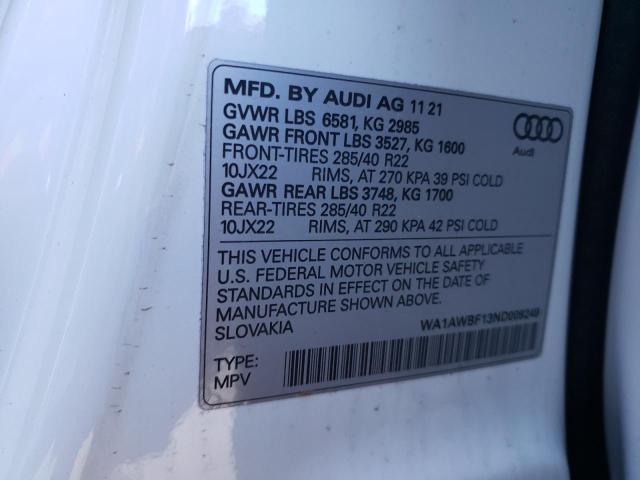 MFD. BY AUDI AG 11 21
GVWR LBS 6581, KG 2985
GAWR FRONT LBS 3527, KG 1600
FRONT-TIRES 285/40 R22
10JX22 RIMS, AT 270 KPA 39 PSI COLD
GAWR REAR LBS 3748, KG 1700
REAR-TIRES 285/40 R22
10JX22 RIMS, AT 290 KPA 42 PSI COLD
Audi
THIS VEHICLE CONFORMS TO ALL APPLICABLE
U.S. FEDERAL MOTOR VEHICLE SAFETY
STANDARDS IN EFFECT ON THE DATE OF
MANUFACTURE SHOWN ABOVE.
SLOVAKIA
WA1AWBF13ND009249
TYPE:
MPV